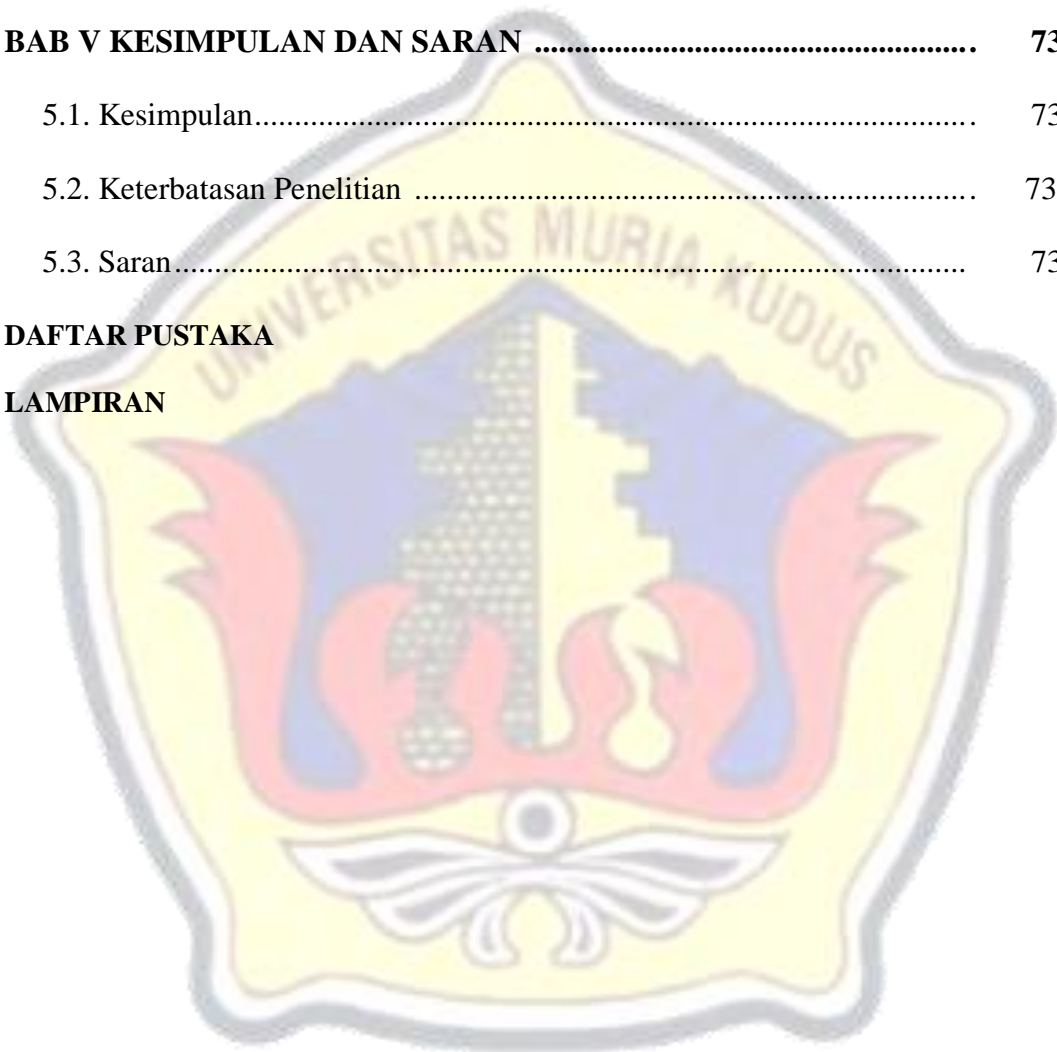 BAB V KESIMPULAN DAN SARAN ........................................................ 73
5.1. Kesimpulan............................................................................................ 73
5.2. Keterbatasan Penelitian ........................................................................ 73
5.3. Saran..................................................................................................... 73
DAFTAR PUSTAKA
LAMPIRAN
UNIVERSITAS MURIA KUDUS